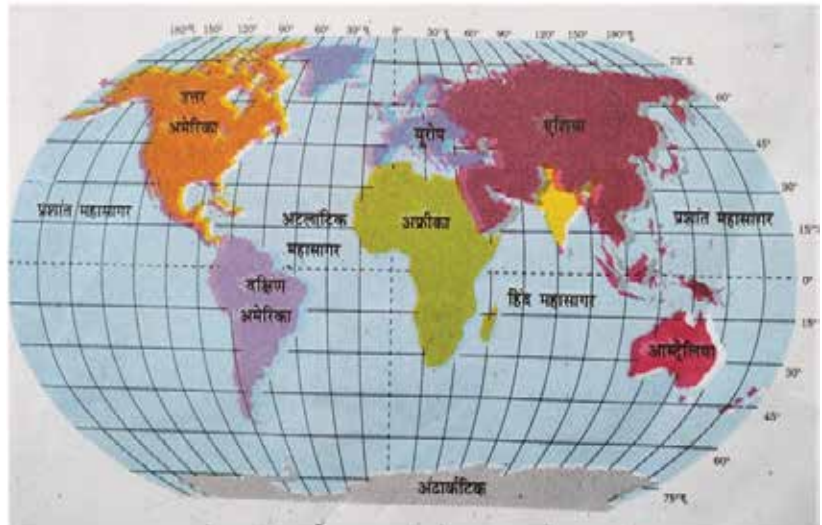 180°प. 150° 120° 90° 60° 30°प. 0° 30°पू. 60° 90° 120° 150° 180°पू.
75°उ.
60°
45°
30°
15°उ.
0°
15°
30°
45°
60°
75°द.
उत्तर
अमेरिका
यूरोप
एशिया
प्रशांत महासागर
अटलांटिक
महासागर
अफ्रीका
प्रशांत महासागर
दक्षिण
अमेरिका
हिंद महासागर
आस्ट्रेलिया
अंटार्कटिक